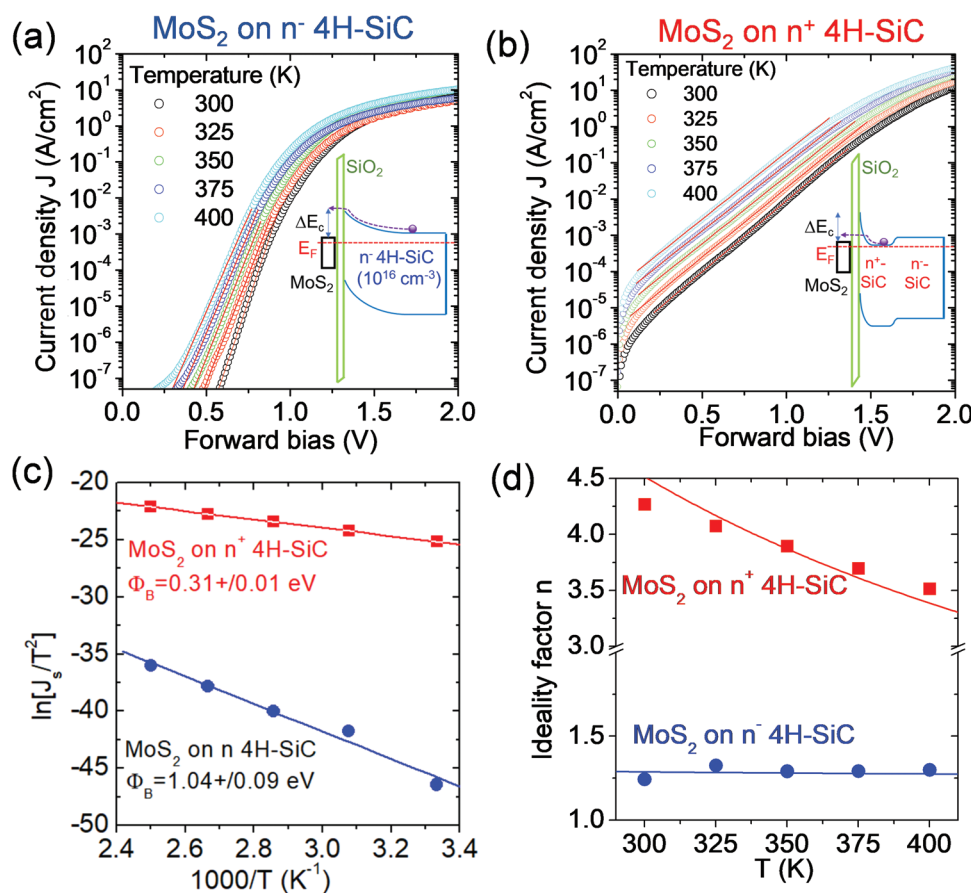 (a)
MoS2 on n- 4H-SiC
10^2
10^1
10^0
10^-1
10^-2
10^-3
10^-4
10^-5
10^-6
10^-7
Current density J (A/cm^2)
Temperature (K)
300
325
350
375
400
SiO2
ΔEc
EF
MoS2
n- 4H-SiC
(10^16 cm-3)
0.0 0.5 1.0 1.5 2.0
Forward bias (V)
(b)
MoS2 on n+ 4H-SiC
10^2
10^1
10^0
10^-1
10^-2
10^-3
10^-4
10^-5
10^-6
10^-7
Current density J (A/cm^2)
Temperature (K)
300
325
350
375
400
SiO2
ΔEc
EF
MoS2
n+- n--
SiC SiC
0.0 0.5 1.0 1.5 2.0
Forward bias (V)
(c)
-20
-25
-30
-35
-40
-45
-50
ln[Js/T^2]
MoS2 on n+ 4H-SiC
ΦB=0.31+/0.01 eV
MoS2 on n 4H-SiC
ΦB=1.04+/0.09 eV
2.4 2.6 2.8 3.0 3.2 3.4
1000/T (K^-1)
(d)
4.5
4.0
3.5
3.0
1.5
1.0
Ideality factor n
MoS2 on n+ 4H-SiC
MoS2 on n- 4H-SiC
300 325 350 375 400
T (K)